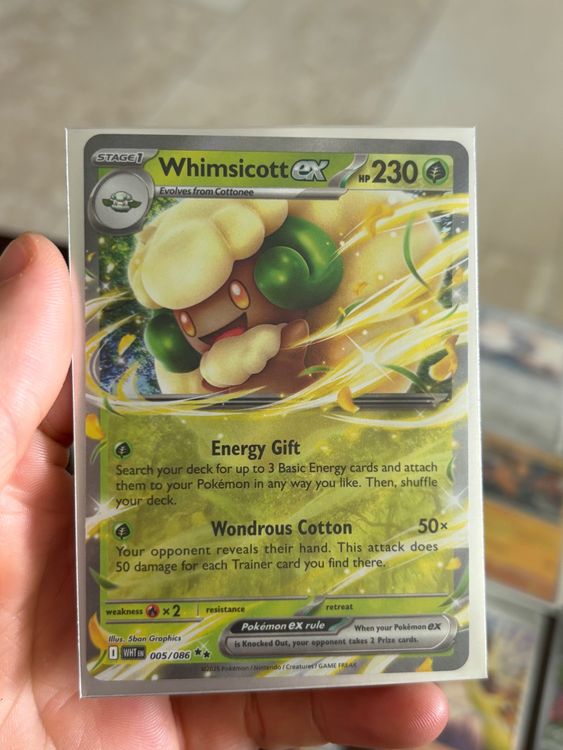 STAGE 1 Whimsicott ex HP 230
Evolves from Cottonee
Energy Gift
Search your deck for up to 3 Basic Energy cards and attach
them to your Pokémon in any way you like. Then, shuffle
your deck.
Wondrous Cotton 50×
Your opponent reveals their hand. This attack does
50 damage for each Trainer card you find there.
weakness × 2 resistance retreat
Pokémon ex rule When your Pokémon ex
is Knocked Out, your opponent takes 2 Prize cards.
Illus. 5ban Graphics
I WHT EN 005/086
©2025 Pokémon / Nintendo / Creatures / GAME FREAK